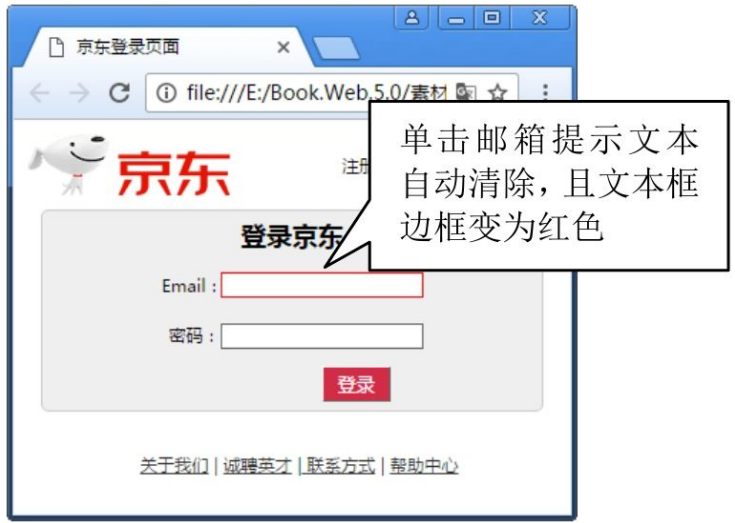 京东登录页面
file:///E:/Book.Web.5.0/素材
单击邮箱提示文本
自动清除，且文本框
边框变为红色
京东
注册
登录京东
Email :
密码 :
登录
关于我们 | 诚聘英才 | 联系方式 | 帮助中心